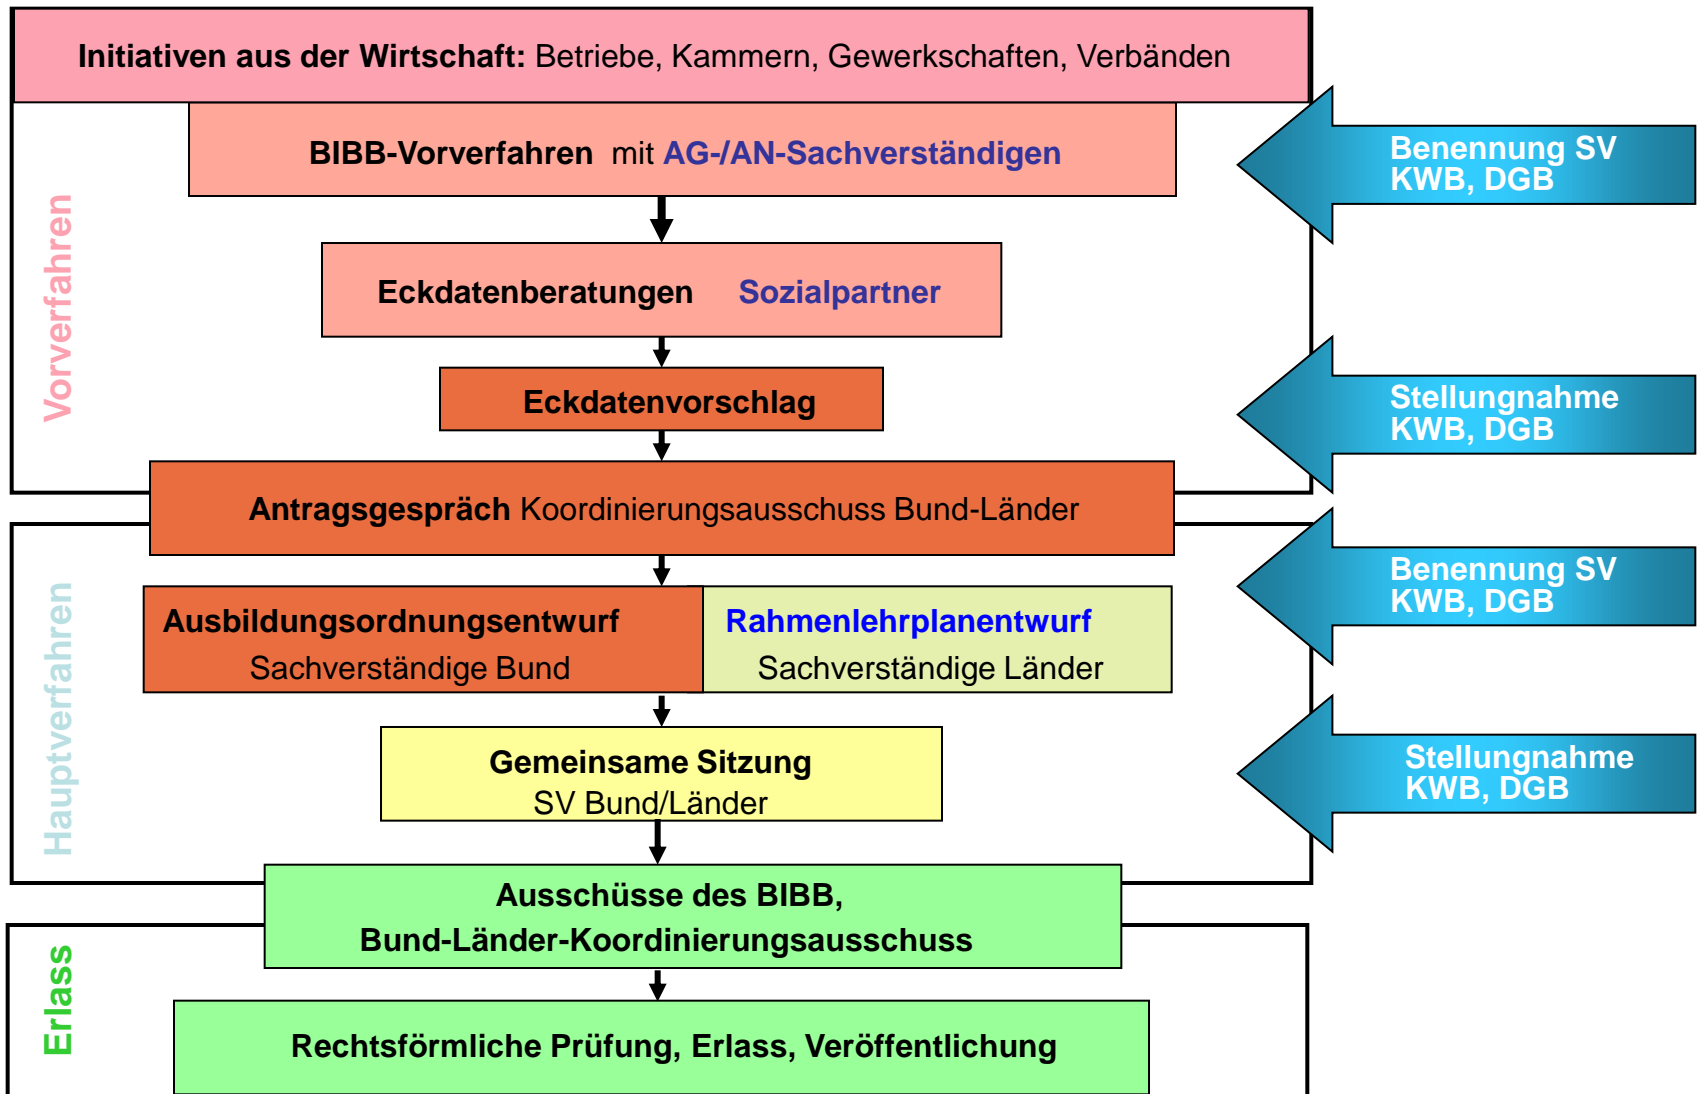 Initiativen aus der Wirtschaft: Betriebe, Kammern, Gewerkschaften, Verbänden
Vorverfahren
BIBB-Vorverfahren mit AG-/AN-Sachverständigen
Benennung SV
KWB, DGB
Eckdatenberatungen Sozialpartner
Eckdatenvorschlag
Stellungnahme
KWB, DGB
Antragsgespräch Koordinierungsausschuss Bund-Länder
Hauptverfahren
Benennung SV
KWB, DGB
Ausbildungsordnungsentwurf
Sachverständige Bund
Rahmenlehrplanentwurf
Sachverständige Länder
Gemeinsame Sitzung
SV Bund/Länder
Stellungnahme
KWB, DGB
Ausschüsse des BIBB,
Bund-Länder-Koordinierungsausschuss
Erlass
Rechtsförmliche Prüfung, Erlass, Veröffentlichung